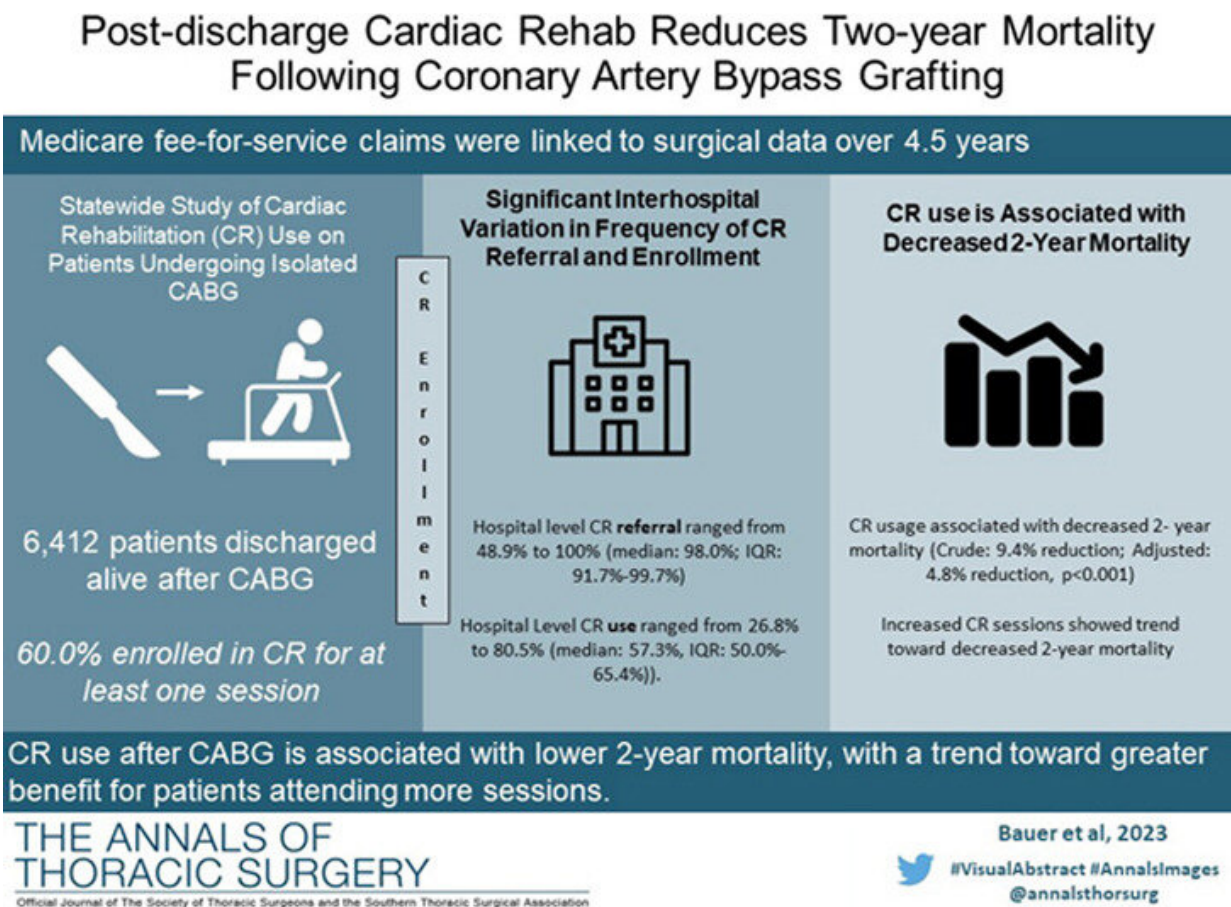 Post-discharge Cardiac Rehab Reduces Two-year Mortality
Following Coronary Artery Bypass Grafting
Medicare fee-for-service claims were linked to surgical data over 4.5 years
Statewide Study of Cardiac
Rehabilitation (CR) Use on
Patients Undergoing Isolated
CABG
6,412 patients discharged
alive after CABG
60.0% enrolled in CR for at
least one session
CR Enrollment
Significant Interhospital
Variation in Frequency of CR
Referral and Enrollment
Hospital level CR referral ranged from
48.9% to 100% (median: 98.0%; IQR:
91.7%-99.7%)
Hospital Level CR use ranged from 26.8%
to 80.5% (median: 57.3%, IQR: 50.0%-
65.4%)).
CR use is Associated with
Decreased 2-Year Mortality
CR usage associated with decreased 2- year
mortality (Crude: 9.4% reduction; Adjusted:
4.8% reduction, p<0.001)
Increased CR sessions showed trend
toward decreased 2-year mortality
CR use after CABG is associated with lower 2-year mortality, with a trend toward greater
benefit for patients attending more sessions.
THE ANNALS OF
THORACIC SURGERY
Official Journal of The Society of Thoracic Surgeons and the Southern Thoracic Surgical Association
Bauer et al, 2023
#VisualAbstract #AnnalsImages
@annalsthorsurg